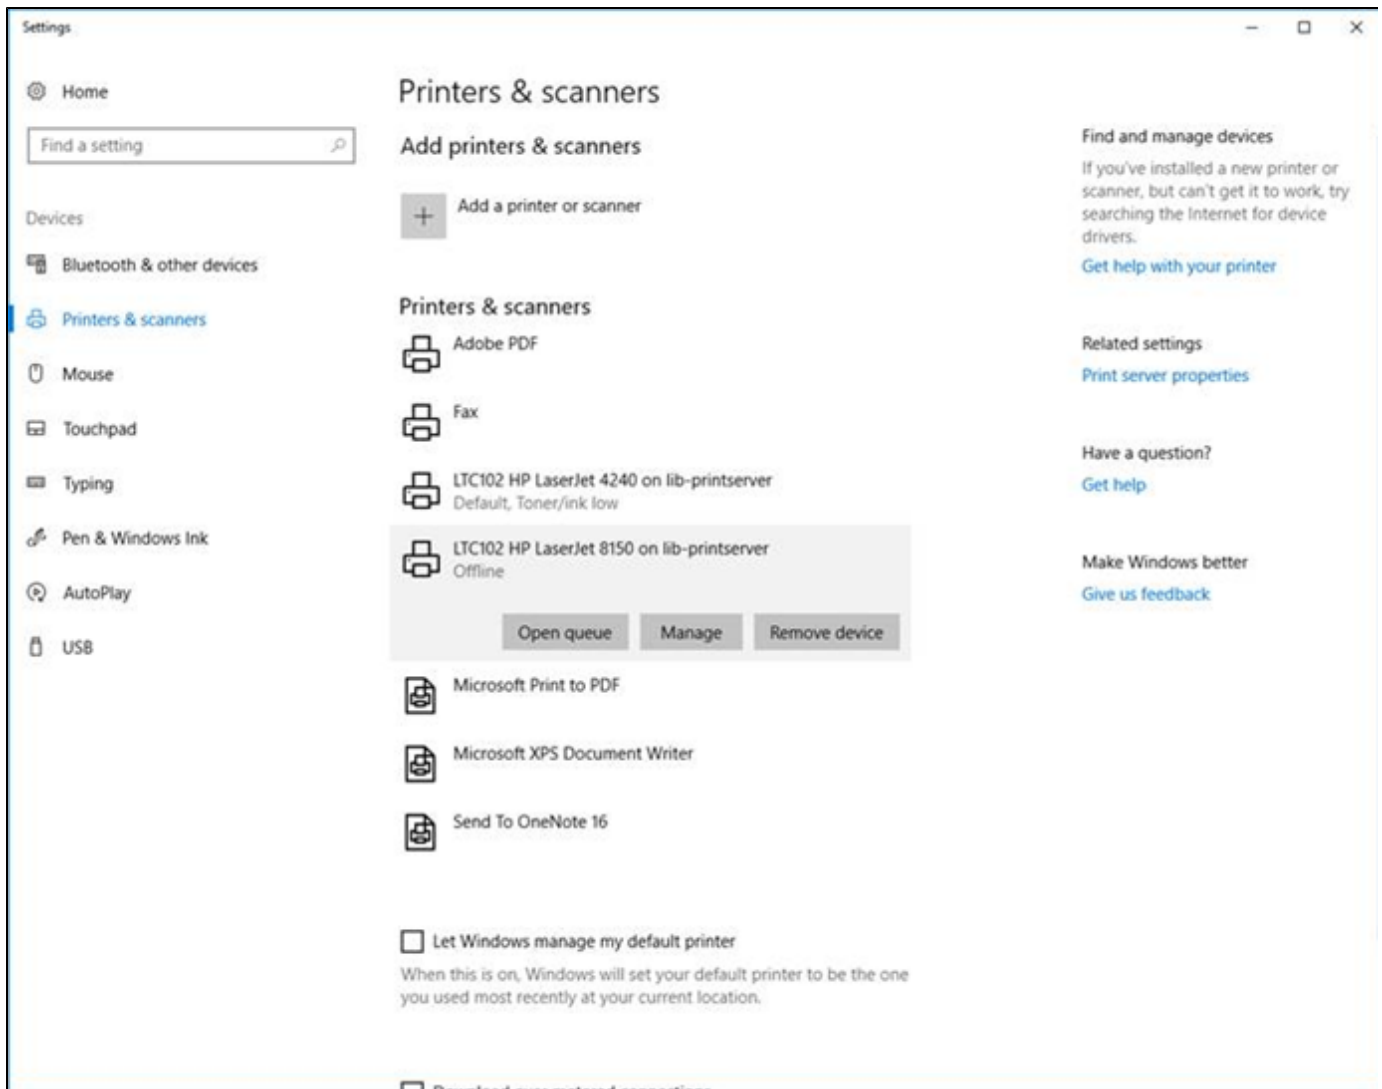 Settings
Home
Find a setting
Devices
Bluetooth & other devices
Printers & scanners
Mouse
Touchpad
Typing
Pen & Windows Ink
AutoPlay
USB
Printers & scanners
Add printers & scanners
Add a printer or scanner
Printers & scanners
Adobe PDF
Fax
LTC102 HP LaserJet 4240 on lib-printserver
Default, Toner/ink low
LTC102 HP LaserJet 8150 on lib-printserver
Offline
Open queue Manage Remove device
Microsoft Print to PDF
Microsoft XPS Document Writer
Send To OneNote 16
Let Windows manage my default printer
When this is on, Windows will set your default printer to be the one
you used most recently at your current location.
Download over metered connections
Find and manage devices
If you've installed a new printer or
scanner, but can't get it to work, try
searching the Internet for device
drivers.
Get help with your printer
Related settings
Print server properties
Have a question?
Get help
Make Windows better
Give us feedback